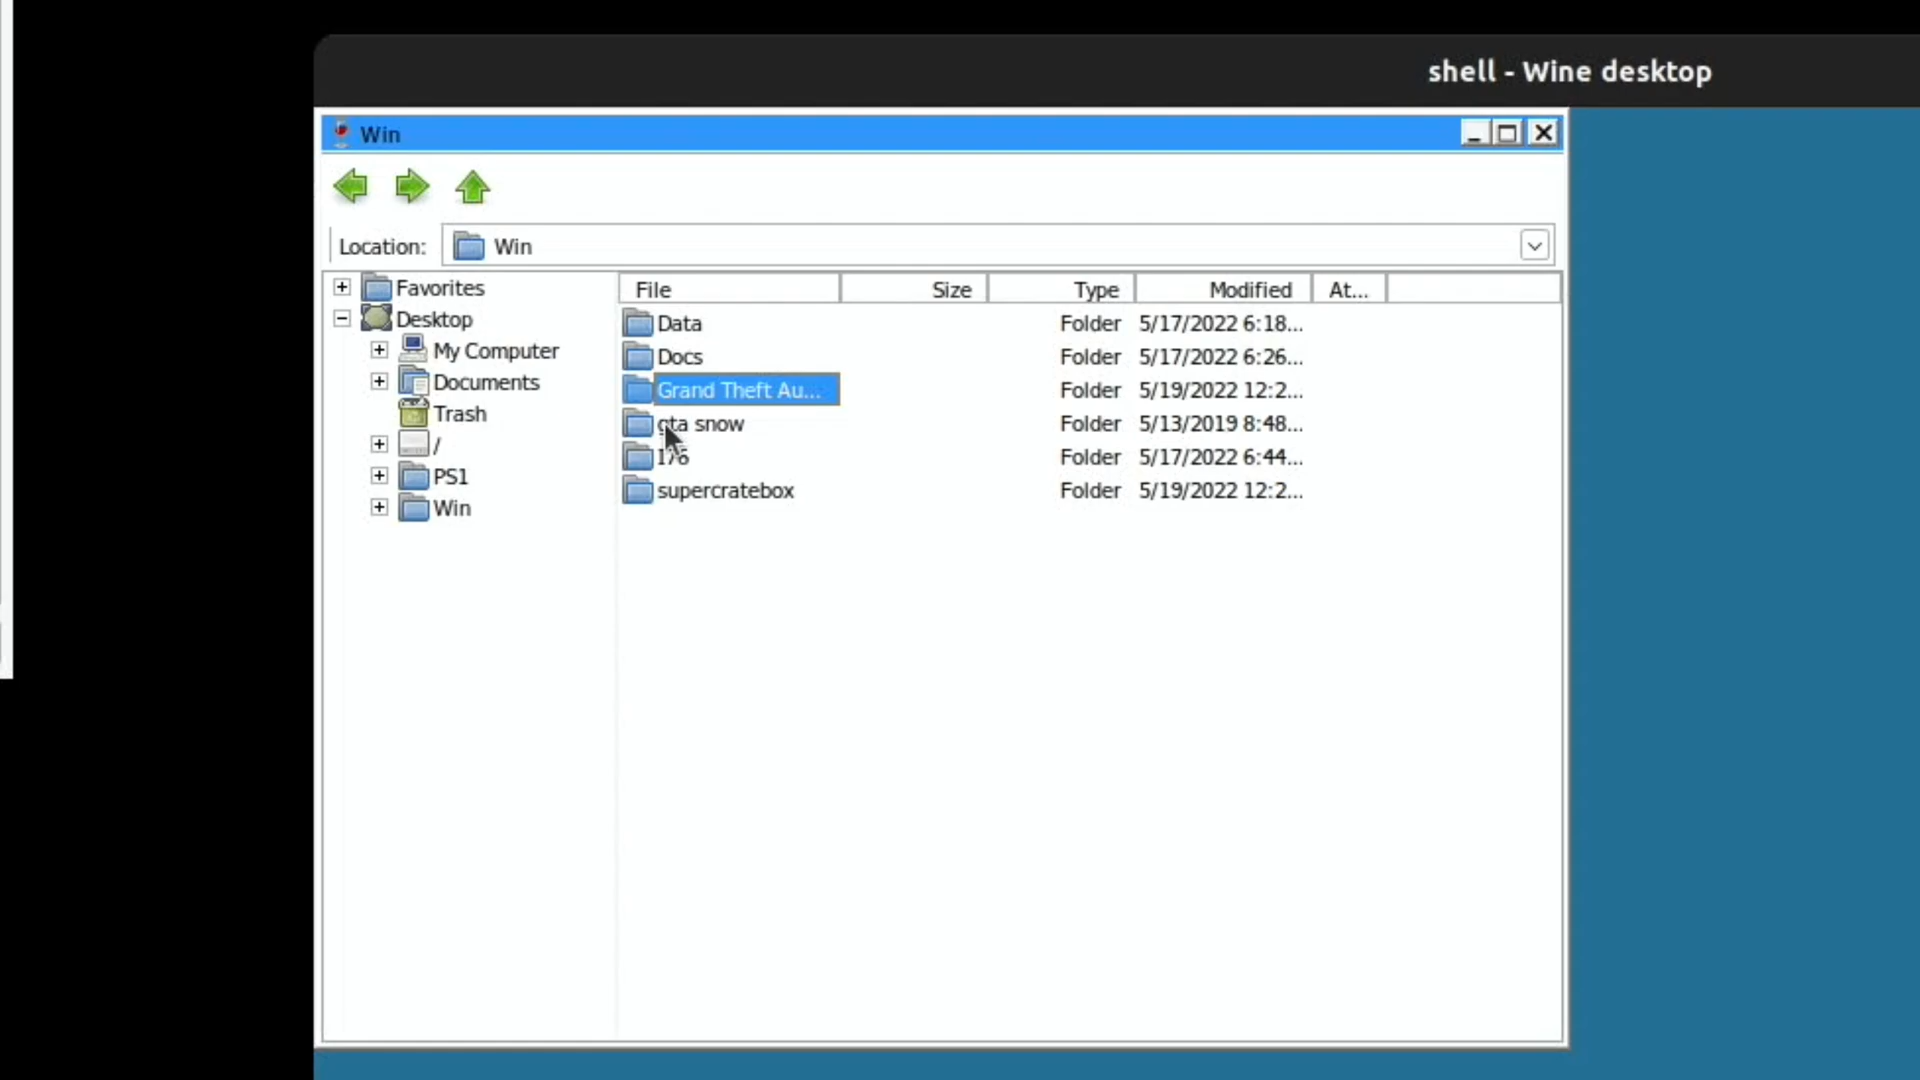 shell - Wine desktop
Win
Location: Win
File Size Type Modified At...
Favorites
Desktop
My Computer
Documents
Trash
/
PS1
Win
Data Folder 5/17/2022 6:18...
Docs Folder 5/17/2022 6:26...
Grand Theft Au... Folder 5/19/2022 12:2...
gta snow Folder 5/13/2019 8:48...
I76 Folder 5/17/2022 6:44...
supercratebox Folder 5/19/2022 12:2...